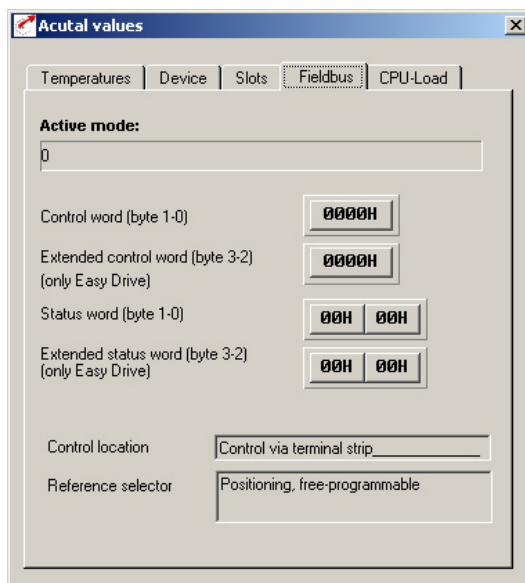 Acutal values
Temperatures Device Slots Fieldbus CPU-Load
Active mode:
0
Control word (byte 1-0) 0000H
Extended control word (byte 3-2) 0000H
(only Easy Drive)
Status word (byte 1-0) 00H 00H
Extended status word (byte 3-2) 00H 00H
(only Easy Drive)
Control location Control via terminal strip____________
Reference selector Positioning, free-programmable